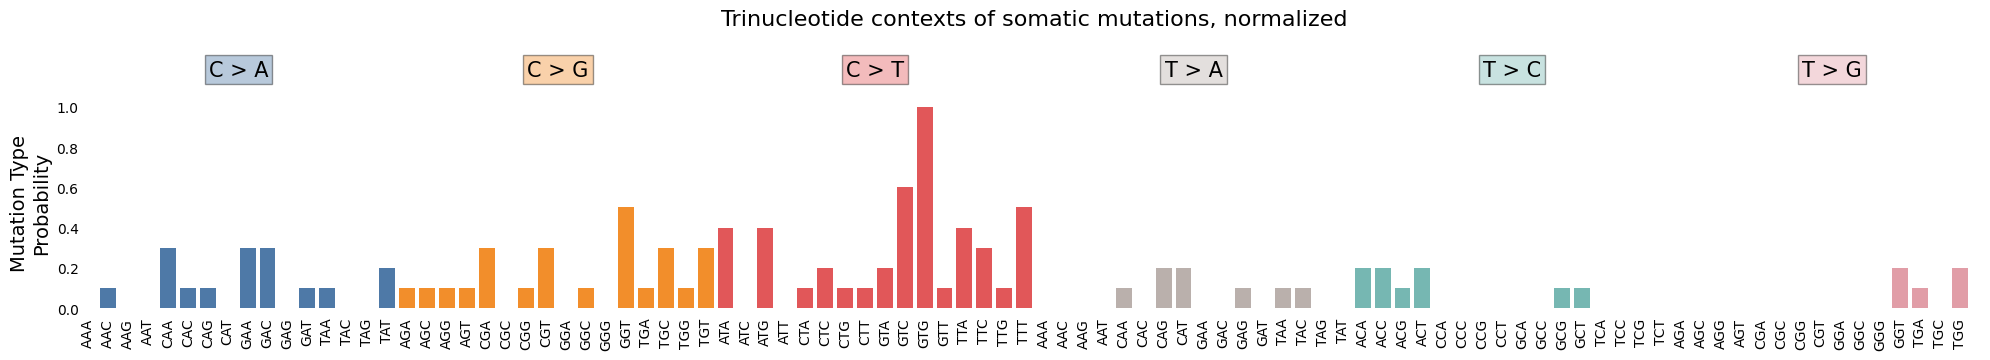 Trinucleotide contexts of somatic mutations, normalized
C > A
C > G
C > T
T > A
T > C
T > G
Mutation Type
Probability
1.0
0.8
0.6
0.4
0.2
0.0
AAA
AAC
AAG
AAT
CAA
CAC
CAG
CAT
GAA
GAC
GAG
GAT
TAA
TAC
TAG
TAT
AGA
AGC
AGG
AGT
CGA
CGC
CGG
CGT
GGA
GGC
GGG
GGT
TGA
TGC
TGG
TGT
ATA
ATC
ATG
ATT
CTA
CTC
CTG
CTT
GTA
GTC
GTG
GTT
TTA
TTC
TTG
TTT
AAA
AAC
AAG
AAT
CAA
CAC
CAG
CAT
GAA
GAC
GAG
GAT
TAA
TAC
TAG
TAT
ACA
ACC
ACG
ACT
CCA
CCC
CCG
CCT
GCA
GCC
GCG
GCT
TCA
TCC
TCG
TCT
AGA
AGC
AGG
AGT
CGA
CGC
CGG
CGT
GGA
GGC
GGG
GGT
TGA
TGC
TGG